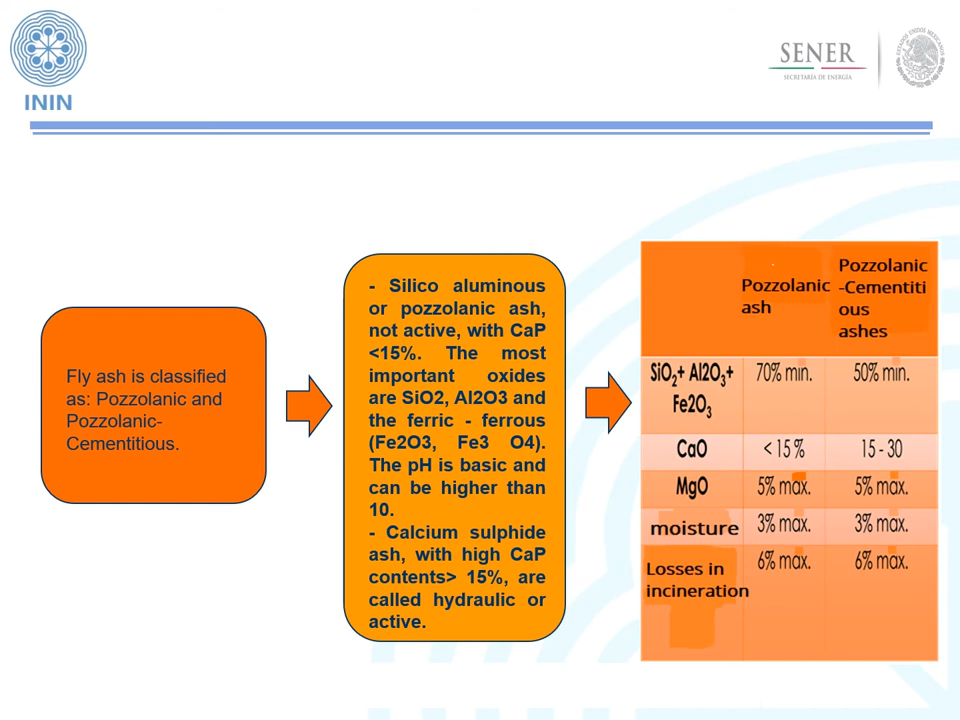 ININ
SENER
SECRETARÍA DE ENERGÍA
ESTADOS UNIDOS MEXICANOS
Fly ash is classified
as: Pozzolanic and
Pozzolanic-
Cementitious.
- Silico aluminous
or pozzolanic ash,
not active, with CaP
<15%. The most
important oxides
are SiO2, Al2O3 and
the ferric - ferrous
(Fe2O3, Fe3 O4).
The pH is basic and
can be higher than
10.
- Calcium sulphide
ash, with high CaP
contents> 15%, are
called hydraulic or
active.
Pozzolanic
ash
Pozzolanic
-Cementiti
ous
ashes
SiO₂+ Al2O₃+
Fe2O₃
70% min.
50% min.
CaO
< 15 %
15 - 30
MgO
5% max.
5% max.
moisture
3% max.
3% max.
Losses in
incineration
6% max.
6% max.